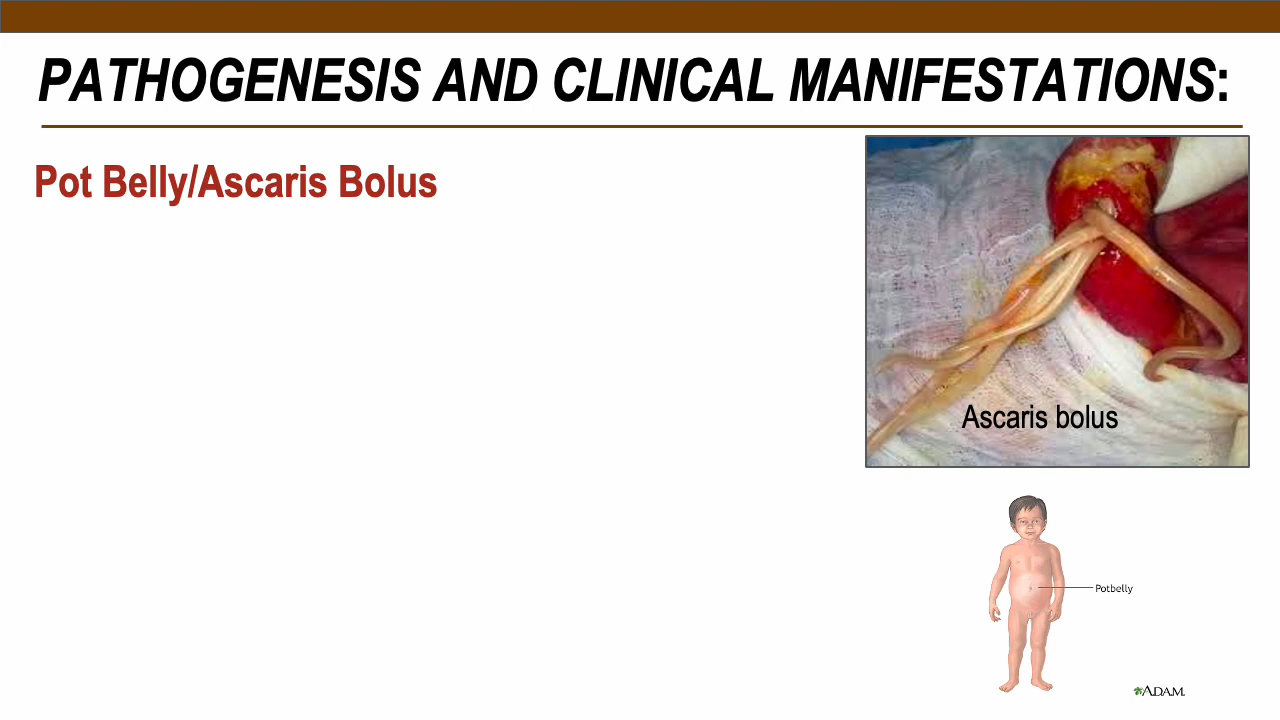 PATHOGENESIS AND CLINICAL MANIFESTATIONS:
Pot Belly/Ascaris Bolus
Ascaris bolus
Potbelly
A.D.A.M.